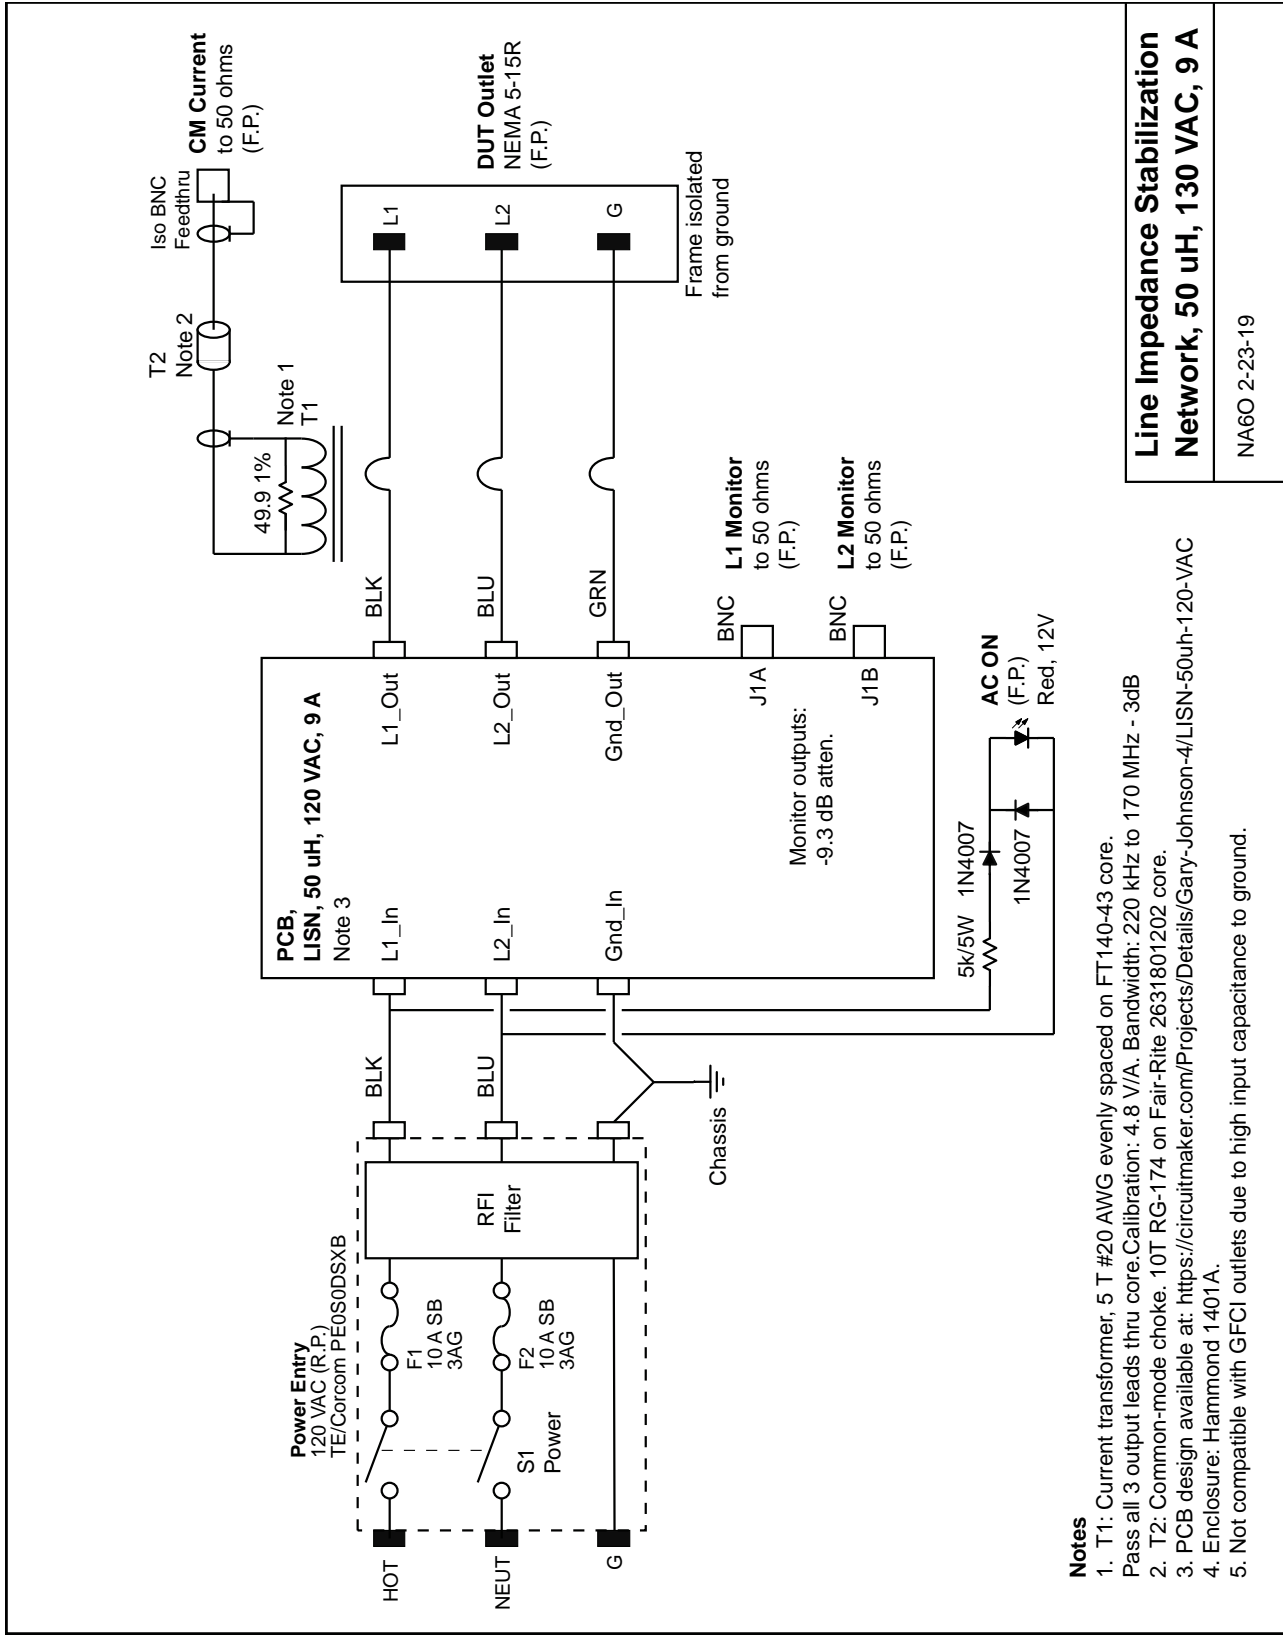 CM Current
to 50 ohms
(F.P.)
Iso BNC
Feedthru
T2
Note 2
Note 1
T1
49.9 1%
DUT Outlet
NEMA 5-15R
(F.P.)
L1
L2
G
Frame isolated
from ground
BLK
BLU
GRN
PCB,
LISN, 50 uH, 120 VAC, 9 A
Note 3
L1_In
L2_In
Gnd_In
L1_Out
L2_Out
Gnd_Out
Monitor outputs:
-9.3 dB atten.
J1A
J1B
BNC
L1 Monitor
to 50 ohms
(F.P.)
BNC
L2 Monitor
to 50 ohms
(F.P.)
Power Entry
120 VAC (R.P.)
TE/Corcom PE0S0DSXB
HOT
NEUT
G
S1
Power
F1
10 A SB
3AG
F2
10 A SB
3AG
RFI
Filter
BLK
BLU
Chassis
5k/5W
1N4007
1N4007
AC ON
(F.P.)
Red, 12V
Notes
1. T1: Current transformer, 5 T #20 AWG evenly spaced on FT140-43 core.
Pass all 3 output leads thru core.Calibration: 4.8 V/A. Bandwidth: 220 kHz to 170 MHz - 3dB
2. T2: Common-mode choke. 10T RG-174 on Fair-Rite 2631801202 core.
3. PCB design available at: https://circuitmaker.com/Projects/Details/Gary-Johnson-4/LISN-50uh-120-VAC
4. Enclosure: Hammond 1401A.
5. Not compatible with GFCI outlets due to high input capacitance to ground.
Line Impedance Stabilization
Network, 50 uH, 130 VAC, 9 A
NA6O 2-23-19